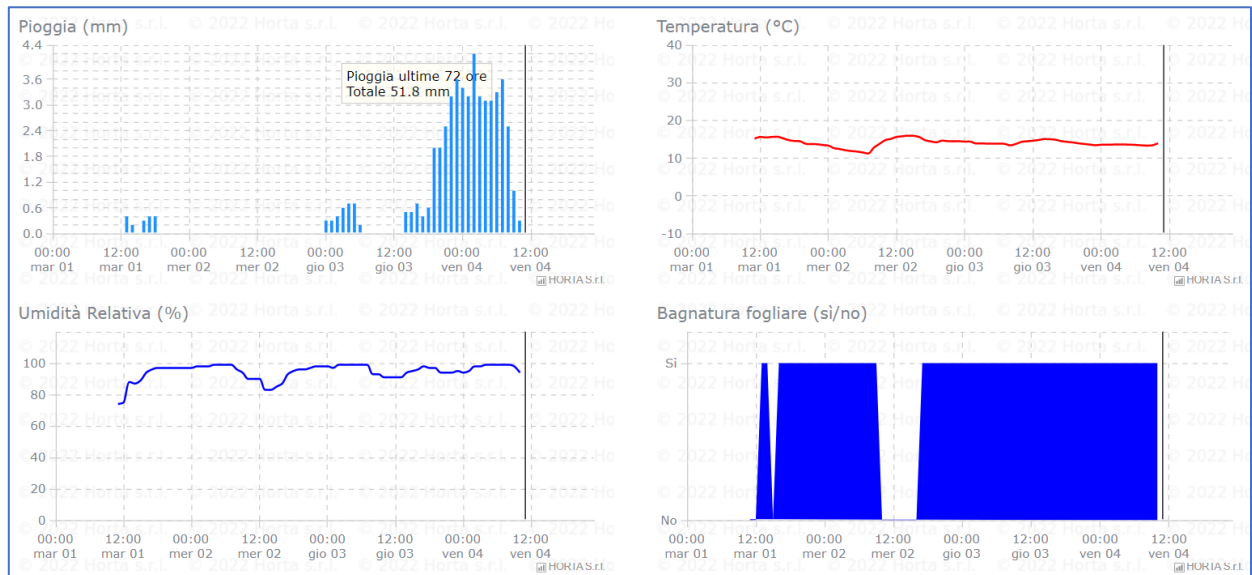 Pioggia (mm)
4.4
3.6
3.0
2.4
1.8
1.2
0.6
0.0
Pioggia ultime 72 ore
Totale 51.8 mm
00:00 12:00 00:00 12:00 00:00 12:00 00:00 12:00
mar 01 mar 01 mer 02 mer 02 gio 03 gio 03 ven 04 ven 04
HORTA S.r.l.
Temperatura (°C)
40
30
20
10
0
-10
00:00 12:00 00:00 12:00 00:00 12:00 00:00 12:00
mar 01 mar 01 mer 02 mer 02 gio 03 gio 03 ven 04 ven 04
HORTA S.r.l.
Umidità Relativa (%)
100
80
60
40
20
0
00:00 12:00 00:00 12:00 00:00 12:00 00:00 12:00
mar 01 mar 01 mer 02 mer 02 gio 03 gio 03 ven 04 ven 04
HORTA S.r.l.
Bagnatura fogliare (sì/no)
Sì
No
00:00 12:00 00:00 12:00 00:00 12:00 00:00 12:00
mar 01 mar 01 mer 02 mer 02 gio 03 gio 03 ven 04 ven 04
HORTA S.r.l.
© 2022 Horta s.r.l.